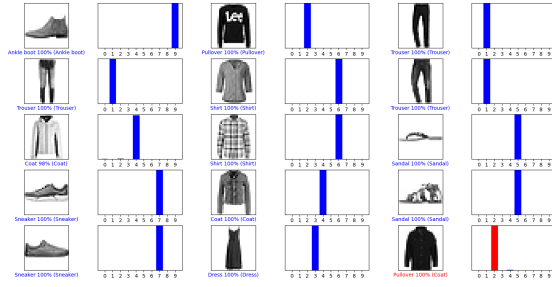 Lee
0 1 2 3 4 5 6 7 8 9
0 1 2 3 4 5 6 7 8 9
0 1 2 3 4 5 6 7 8 9
Ankle boot 100% (Ankle boot)
Pullover 100% (Pullover)
Trouser 100% (Trouser)
0 1 2 3 4 5 6 7 8 9
0 1 2 3 4 5 6 7 8 9
0 1 2 3 4 5 6 7 8 9
Trouser 100% (Trouser)
Shirt 100% (Shirt)
Trouser 100% (Trouser)
0 1 2 3 4 5 6 7 8 9
0 1 2 3 4 5 6 7 8 9
0 1 2 3 4 5 6 7 8 9
Coat 98% (Coat)
Shirt 100% (Shirt)
Sandal 100% (Sandal)
0 1 2 3 4 5 6 7 8 9
0 1 2 3 4 5 6 7 8 9
0 1 2 3 4 5 6 7 8 9
Sneaker 100% (Sneaker)
Coat 100% (Coat)
Sandal 100% (Sandal)
0 1 2 3 4 5 6 7 8 9
0 1 2 3 4 5 6 7 8 9
0 1 2 3 4 5 6 7 8 9
Sneaker 100% (Sneaker)
Dress 100% (Dress)
Pullover 100% (Coat)